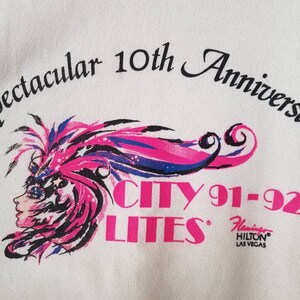 10th
CITY 91-92
LITES®
Flamingo
HILTON®
LAS VEGAS